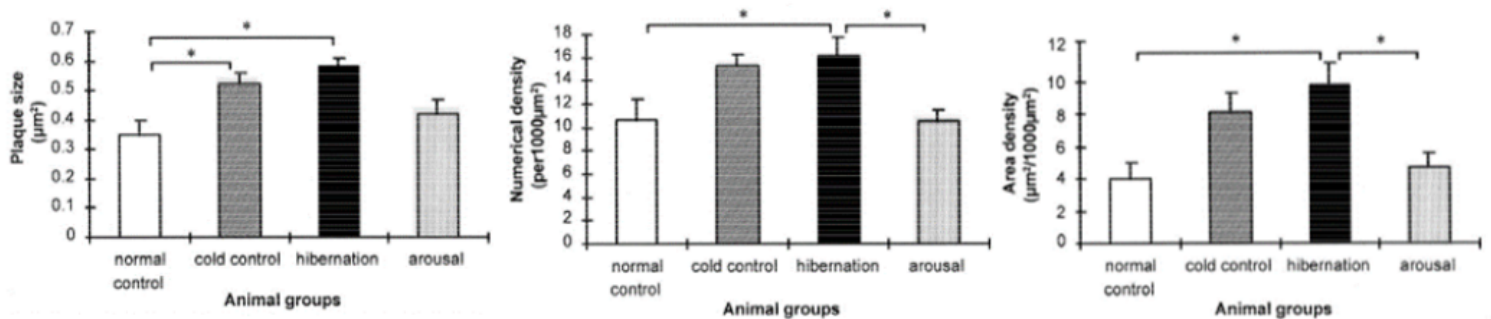 Plaque size
(µm²)
0.7
0.6
0.5
0.4
0.3
0.2
0.1
0
*
*
normal
control
cold control
hibernation
arousal
Animal groups
Numerical density
(per1000µm²)
18
16
14
12
10
8
6
4
2
0
*
*
normal
control
cold control
hibernation
arousal
Animal groups
Area density
(µm²/1000µm²)
12
10
8
6
4
2
0
*
*
normal
control
cold control
hibernation
arousal
Animal groups